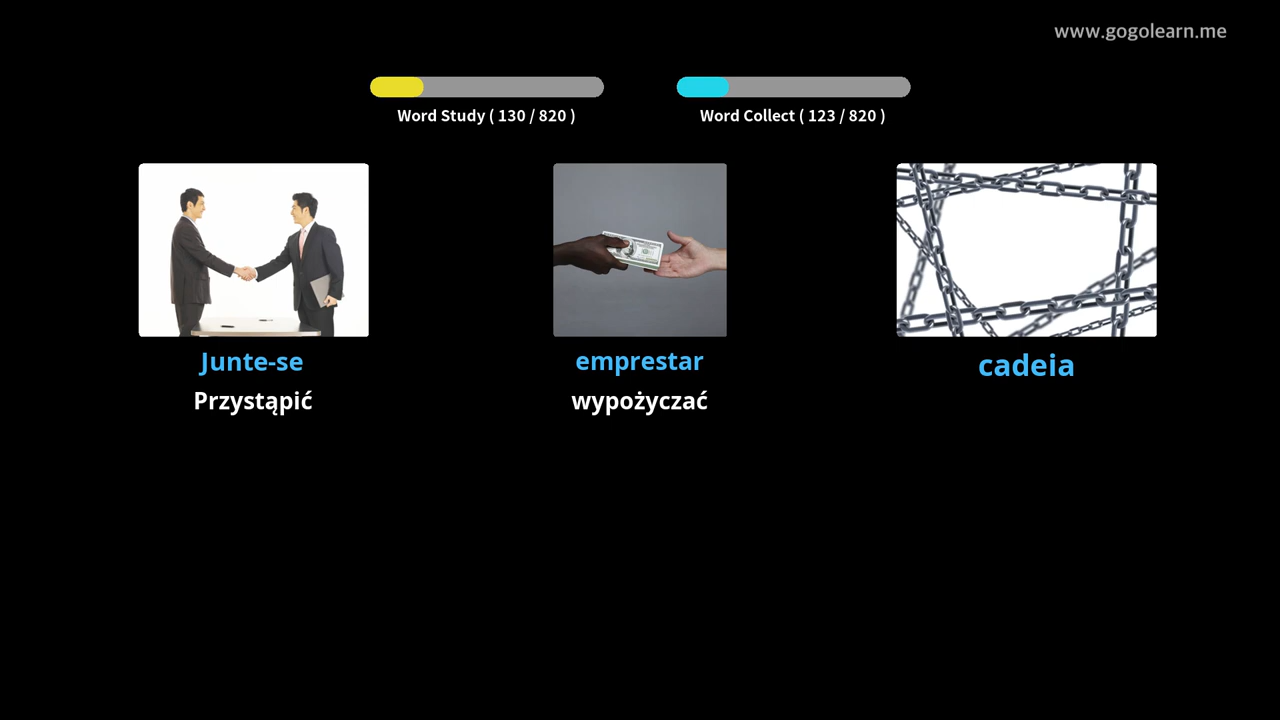 www.gogolearn.me
Word Study ( 130 / 820 )
Word Collect ( 123 / 820 )
Junte-se
Przystąpić
emprestar
wypożyczać
cadeia